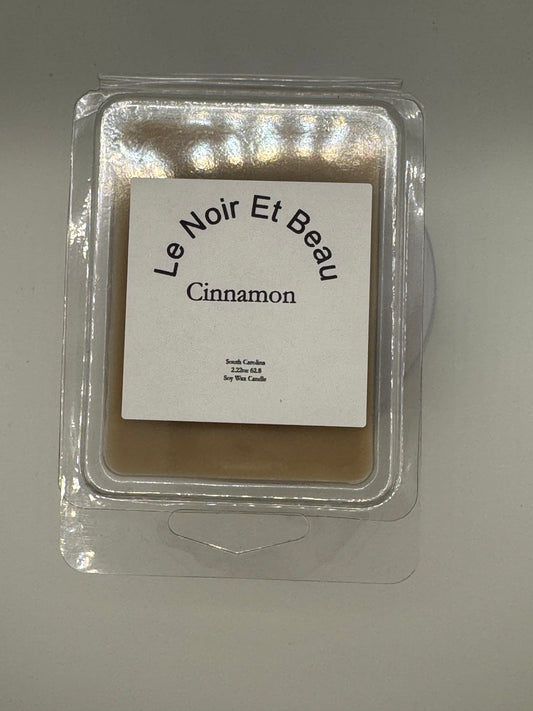 Le Noir Et Beau
Cinnamon
South Carolina
2.22oz 62.8
Soy Wax Candle